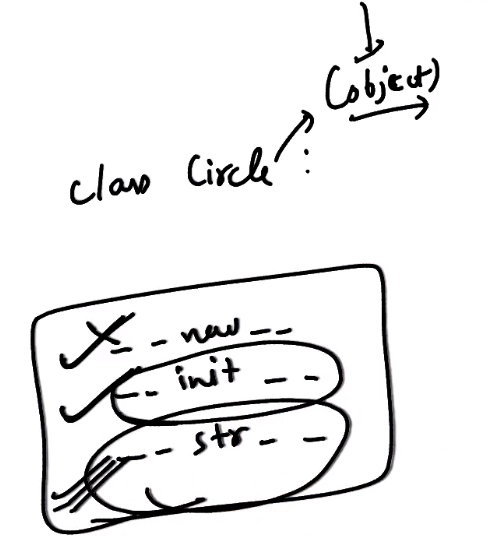 (object)
class Circle :
__new__
__init__
__str__